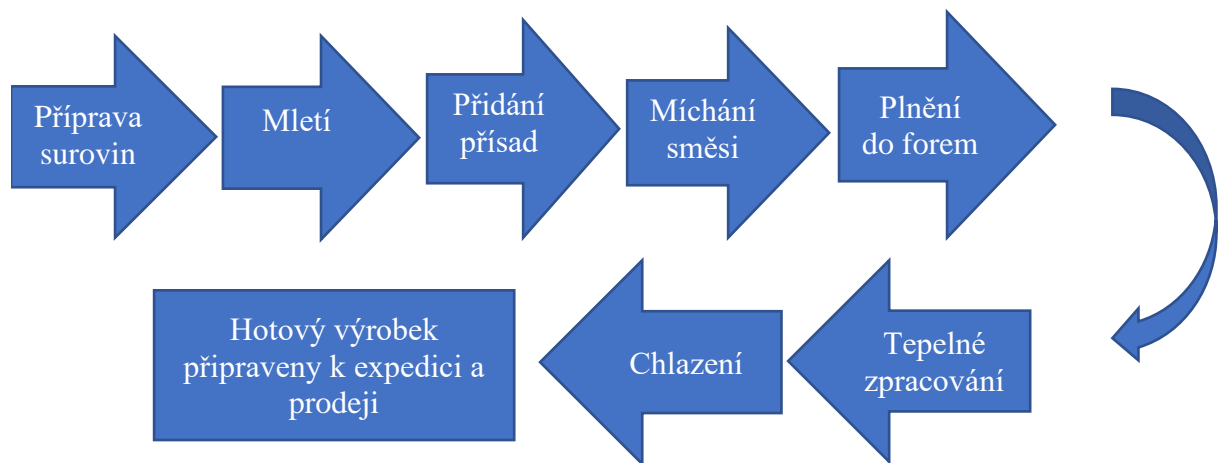 Příprava
surovin
Mletí
Přidání
přísad
Míchání
směsi
Plnění
do forem
Tepelné
zpracování
Chlazení
Hotový výrobek
připraveny k expedici a
prodeji